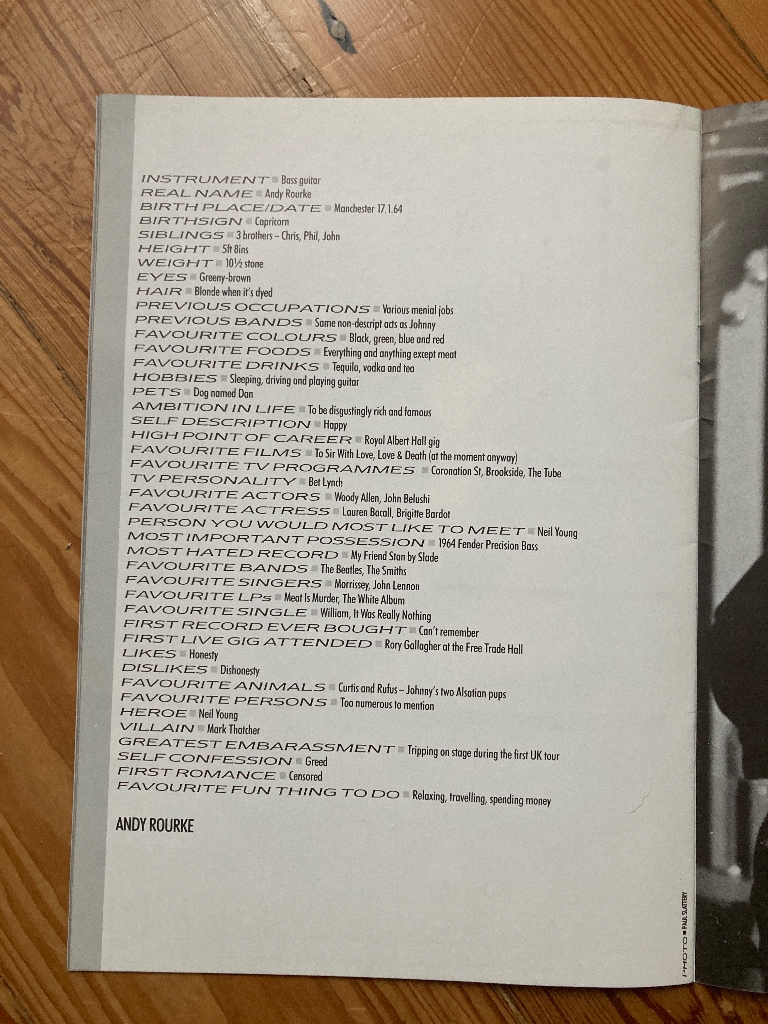 INSTRUMENT ■ Bass guitar
REAL NAME ■ Andy Rourke
BIRTH PLACE/DATE ■ Manchester 17.1.64
BIRTHSIGN ■ Capricorn
SIBLINGS ■ 3 brothers – Chris, Phil, John
HEIGHT ■ 5ft 8ins
WEIGHT ■ 10½ stone
EYES ■ Greeny-brown
HAIR ■ Blonde when it's dyed
PREVIOUS OCCUPATIONS ■ Various menial jobs
PREVIOUS BANDS ■ Same non-descript acts as Johnny
FAVOURITE COLOURS ■ Black, green, blue and red
FAVOURITE FOODS ■ Everything and anything except meat
FAVOURITE DRINKS ■ Tequila, vodka and tea
HOBBIES ■ Sleeping, driving and playing guitar
PETS ■ Dog named Dan
AMBITION IN LIFE ■ To be disgustingly rich and famous
SELF DESCRIPTION ■ Happy
HIGH POINT OF CAREER ■ Royal Albert Hall gig
FAVOURITE FILMS ■ To Sir With Love, Love & Death (at the moment anyway)
FAVOURITE TV PROGRAMMES ■ Coronation St, Brookside, The Tube
TV PERSONALITY ■ Bet Lynch
FAVOURITE ACTORS ■ Woody Allen, John Belushi
FAVOURITE ACTRESS ■ Lauren Bacall, Brigitte Bardot
PERSON YOU WOULD MOST LIKE TO MEET ■ Neil Young
MOST IMPORTANT POSSESSION ■ 1964 Fender Precision Bass
MOST HATED RECORD ■ My Friend Stan by Slade
FAVOURITE BANDS ■ The Beatles, The Smiths
FAVOURITE SINGERS ■ Morrissey, John Lennon
FAVOURITE LPs ■ Meat Is Murder, The White Album
FAVOURITE SINGLE ■ William, It Was Really Nothing
FIRST RECORD EVER BOUGHT ■ Can't remember
FIRST LIVE GIG ATTENDED ■ Rory Gallagher at the Free Trade Hall
LIKES ■ Honesty
DISLIKES ■ Dishonesty
FAVOURITE ANIMALS ■ Curtis and Rufus – Johnny's two Alsatian pups
FAVOURITE PERSONS ■ Too numerous to mention
HEROE ■ Neil Young
VILLAIN ■ Mark Thatcher
GREATEST EMBARASSMENT ■ Tripping on stage during the first UK tour
SELF CONFESSION ■ Greed
FIRST ROMANCE ■ Censored
FAVOURITE FUN THING TO DO ■ Relaxing, travelling, spending money
ANDY ROURKE
PHOTO ■ PAUL SLATTERY